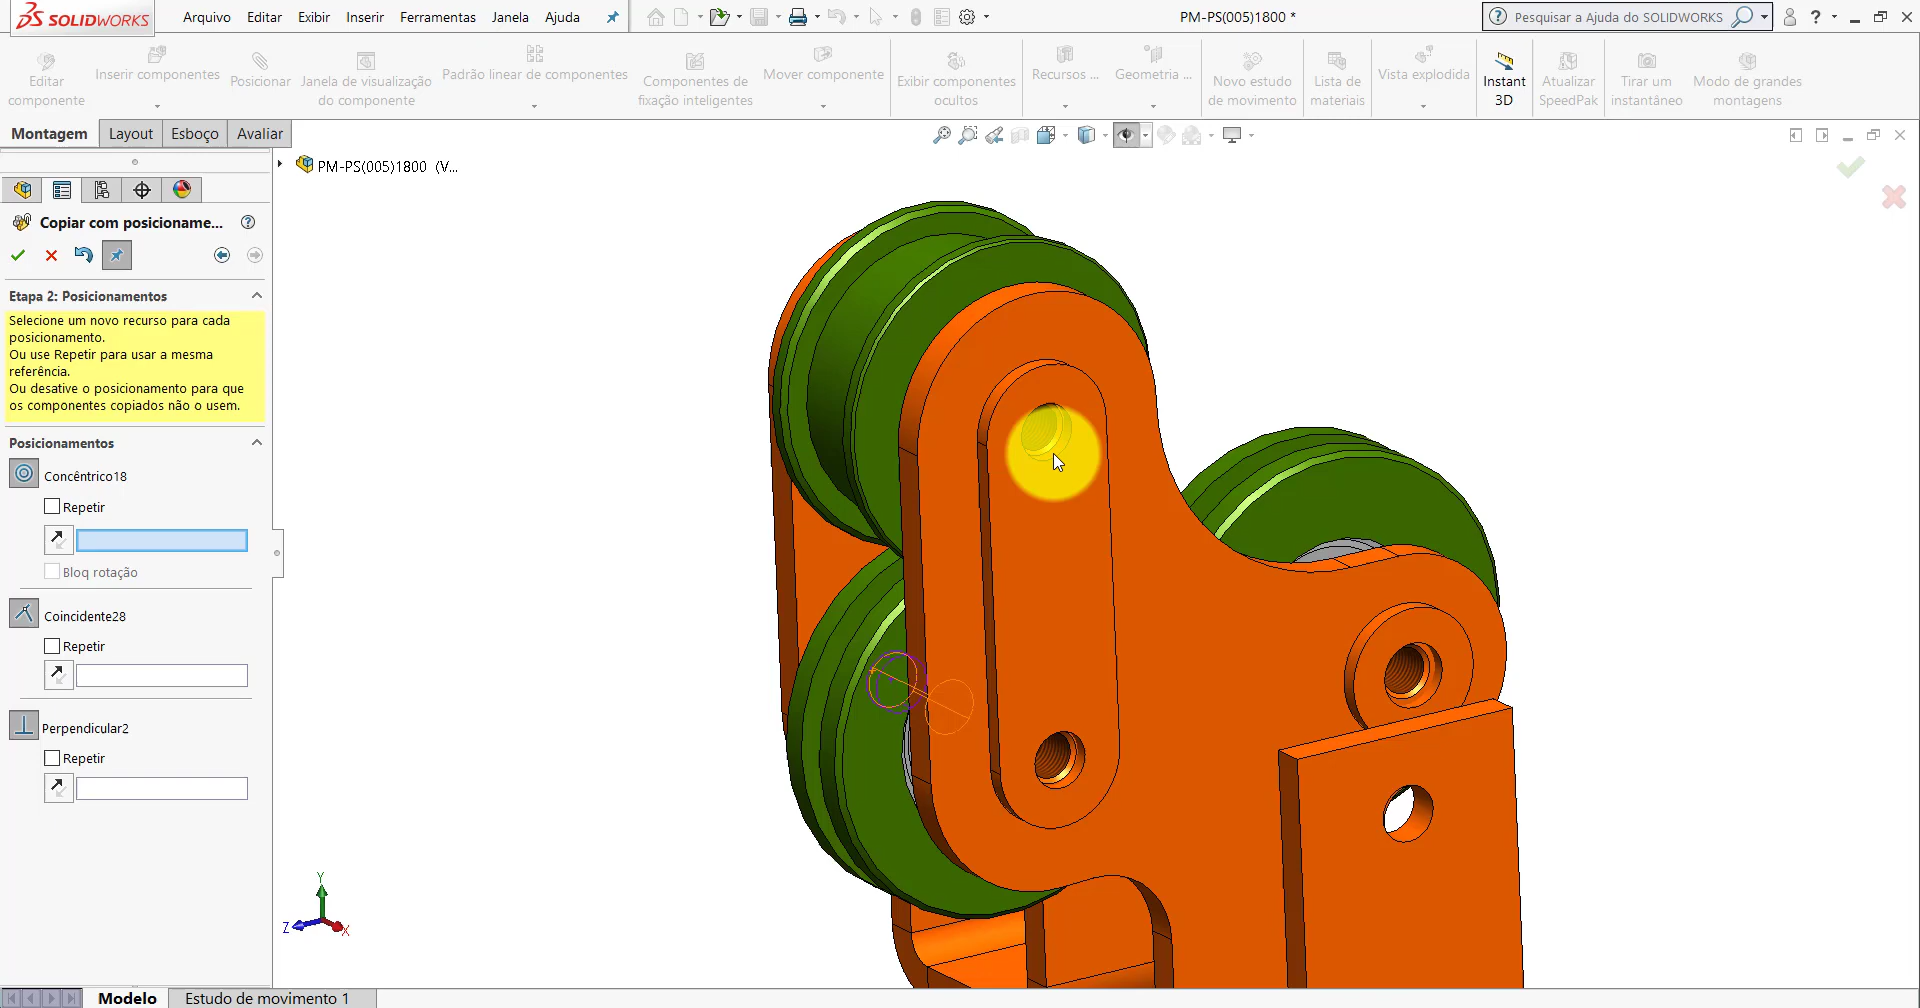 SOLIDWORKS
Arquivo Editar Exibir Inserir Ferramentas Janela Ajuda
PM-PS(005)1800 *
Pesquisar a Ajuda do SOLIDWORKS
Editar
componente
Inserir componentes
Posicionar
Janela de visualização
do componente
Padrão linear de componentes
Componentes de
fixação inteligentes
Mover componente
Exibir componentes
ocultos
Recursos ...
Geometria ...
Novo estudo
de movimento
Lista de
materiais
Vista explodida
Instant
3D
Atualizar
SpeedPak
Tirar um
instantâneo
Modo de grandes
montagens
Montagem Layout Esboço Avaliar
PM-PS(005)1800 (V...
Copiar com posicioname...
Etapa 2: Posicionamentos
Selecione um novo recurso para cada
posicionamento.
Ou use Repetir para usar a mesma
referência.
Ou desative o posicionamento para que
os componentes copiados não o usem.
Posicionamentos
Concêntrico18
Repetir
Bloq rotação
Coincidente28
Repetir
Perpendicular2
Repetir
Y
Z
X
Modelo Estudo de movimento 1